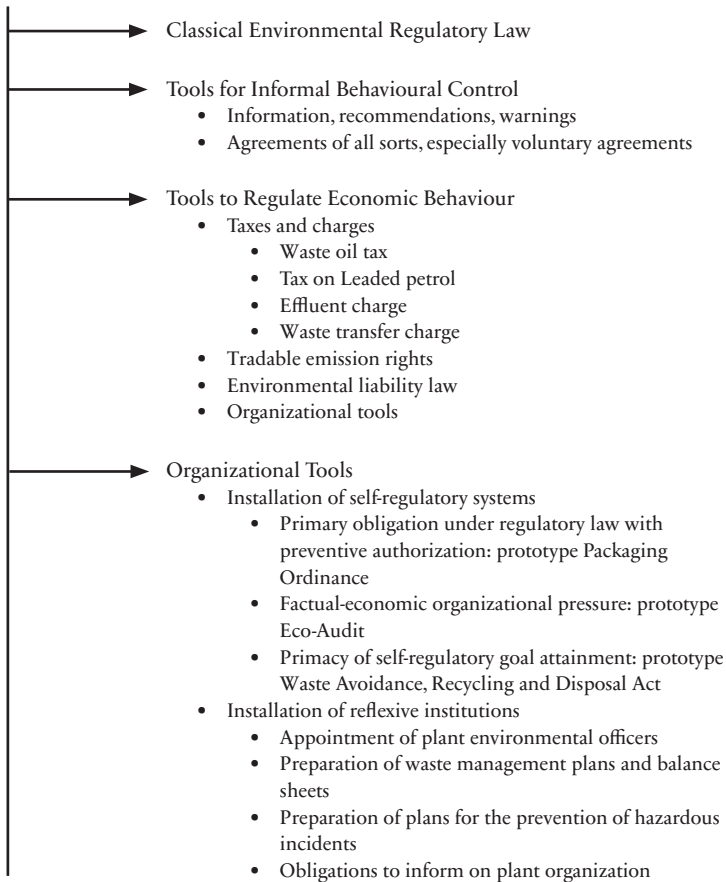 Classical Environmental Regulatory Law
Tools for Informal Behavioural Control
• Information, recommendations, warnings
• Agreements of all sorts, especially voluntary agreements
Tools to Regulate Economic Behaviour
• Taxes and charges
• Waste oil tax
• Tax on Leaded petrol
• Effluent charge
• Waste transfer charge
• Tradable emission rights
• Environmental liability law
• Organizational tools
Organizational Tools
• Installation of self-regulatory systems
• Primary obligation under regulatory law with
preventive authorization: prototype Packaging
Ordinance
• Factual-economic organizational pressure: prototype
Eco-Audit
• Primacy of self-regulatory goal attainment: prototype
Waste Avoidance, Recycling and Disposal Act
• Installation of reflexive institutions
• Appointment of plant environmental officers
• Preparation of waste management plans and balance
sheets
• Preparation of plans for the prevention of hazardous
incidents
• Obligations to inform on plant organization